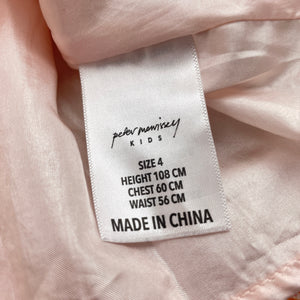 peter morrissey
KIDS
SIZE 4
HEIGHT 108 CM
CHEST 60 CM
WAIST 56 CM
MADE IN CHINA